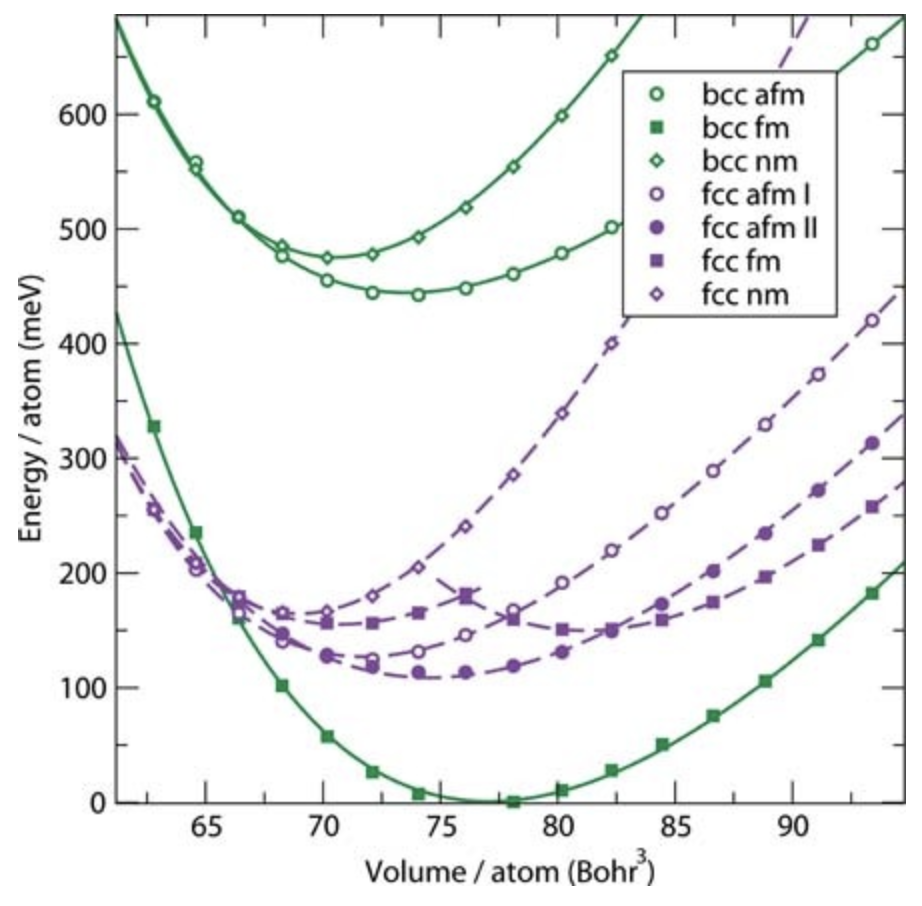 600
500
400
300
200
100
0
65 70 75 80 85 90
Energy / atom (meV)
Volume / atom (Bohr³)
bcc afm
bcc fm
bcc nm
fcc afm I
fcc afm II
fcc fm
fcc nm